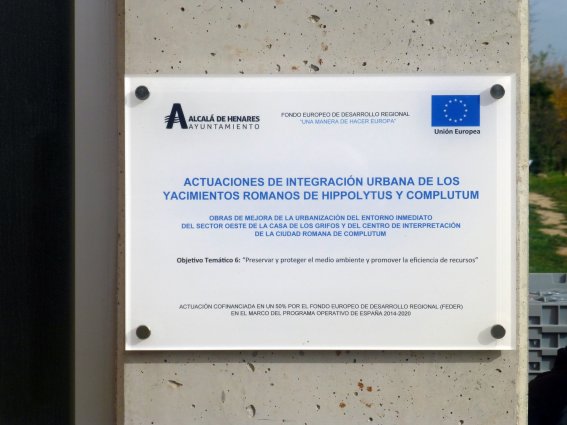 ALCALÁ DE HENARES
AYUNTAMIENTO
FONDO EUROPEO DE DESARROLLO REGIONAL
"UNA MANERA DE HACER EUROPA"
Unión Europea
ACTUACIONES DE INTEGRACIÓN URBANA DE LOS
YACIMIENTOS ROMANOS DE HIPPOLYTUS Y COMPLUTUM
OBRAS DE MEJORA DE LA URBANIZACIÓN DEL ENTORNO INMEDIATO
DEL SECTOR OESTE DE LA CASA DE LOS GRIFOS Y DEL CENTRO DE INTERPRETACIÓN
DE LA CIUDAD ROMANA DE COMPLUTUM
Objetivo Temático 6: "Preservar y proteger el medio ambiente y promover la eficiencia de recursos"
ACTUACIÓN COFINANCIADA EN UN 50% POR EL FONDO EUROPEO DE DESARROLLO REGIONAL (FEDER)
EN EL MARCO DEL PROGRAMA OPERATIVO DE ESPAÑA 2014-2020